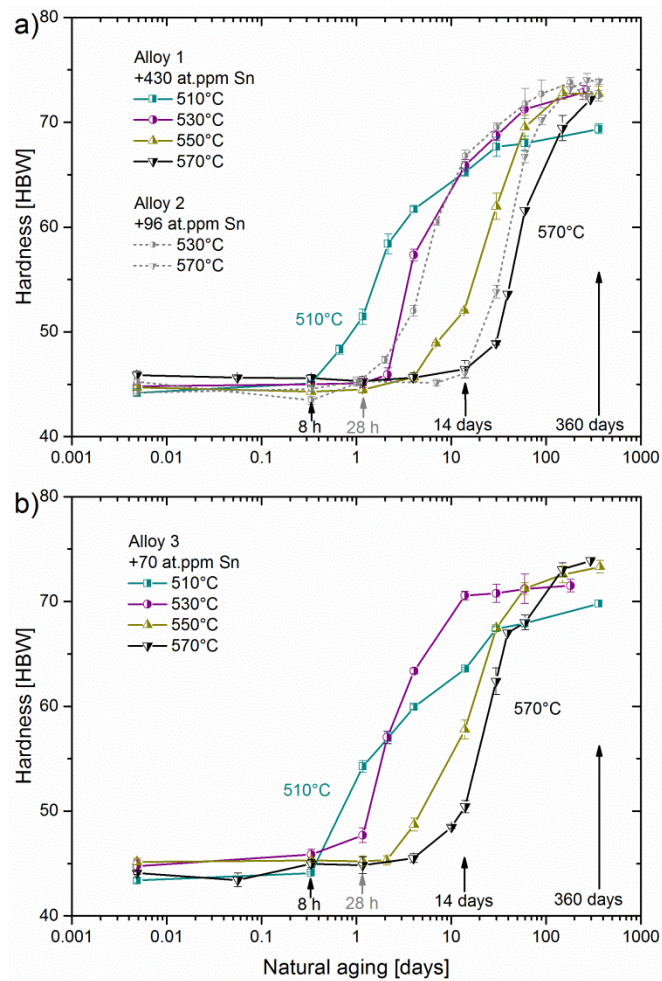 a)
80
70
60
50
40
Hardness [HBW]
Alloy 1
+430 at.ppm Sn
510°C
530°C
550°C
570°C
Alloy 2
+96 at.ppm Sn
530°C
570°C
510°C
570°C
8 h
28 h
14 days
360 days
0.001
0.01
0.1
1
10
100
1000
b)
80
70
60
50
40
Hardness [HBW]
Alloy 3
+70 at.ppm Sn
510°C
530°C
550°C
570°C
510°C
570°C
8 h
28 h
14 days
360 days
0.001
0.01
0.1
1
10
100
1000
Natural aging [days]